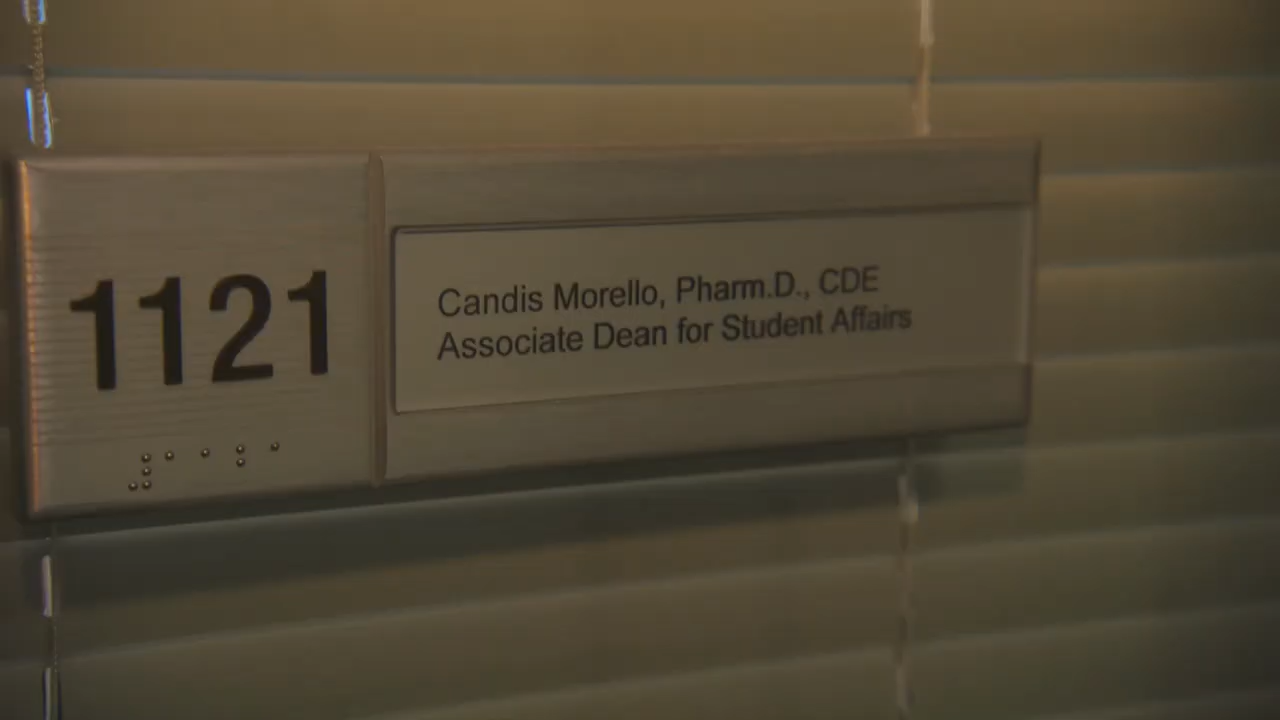 1121
Candis Morello, Pharm.D., CDE
Associate Dean for Student Affairs